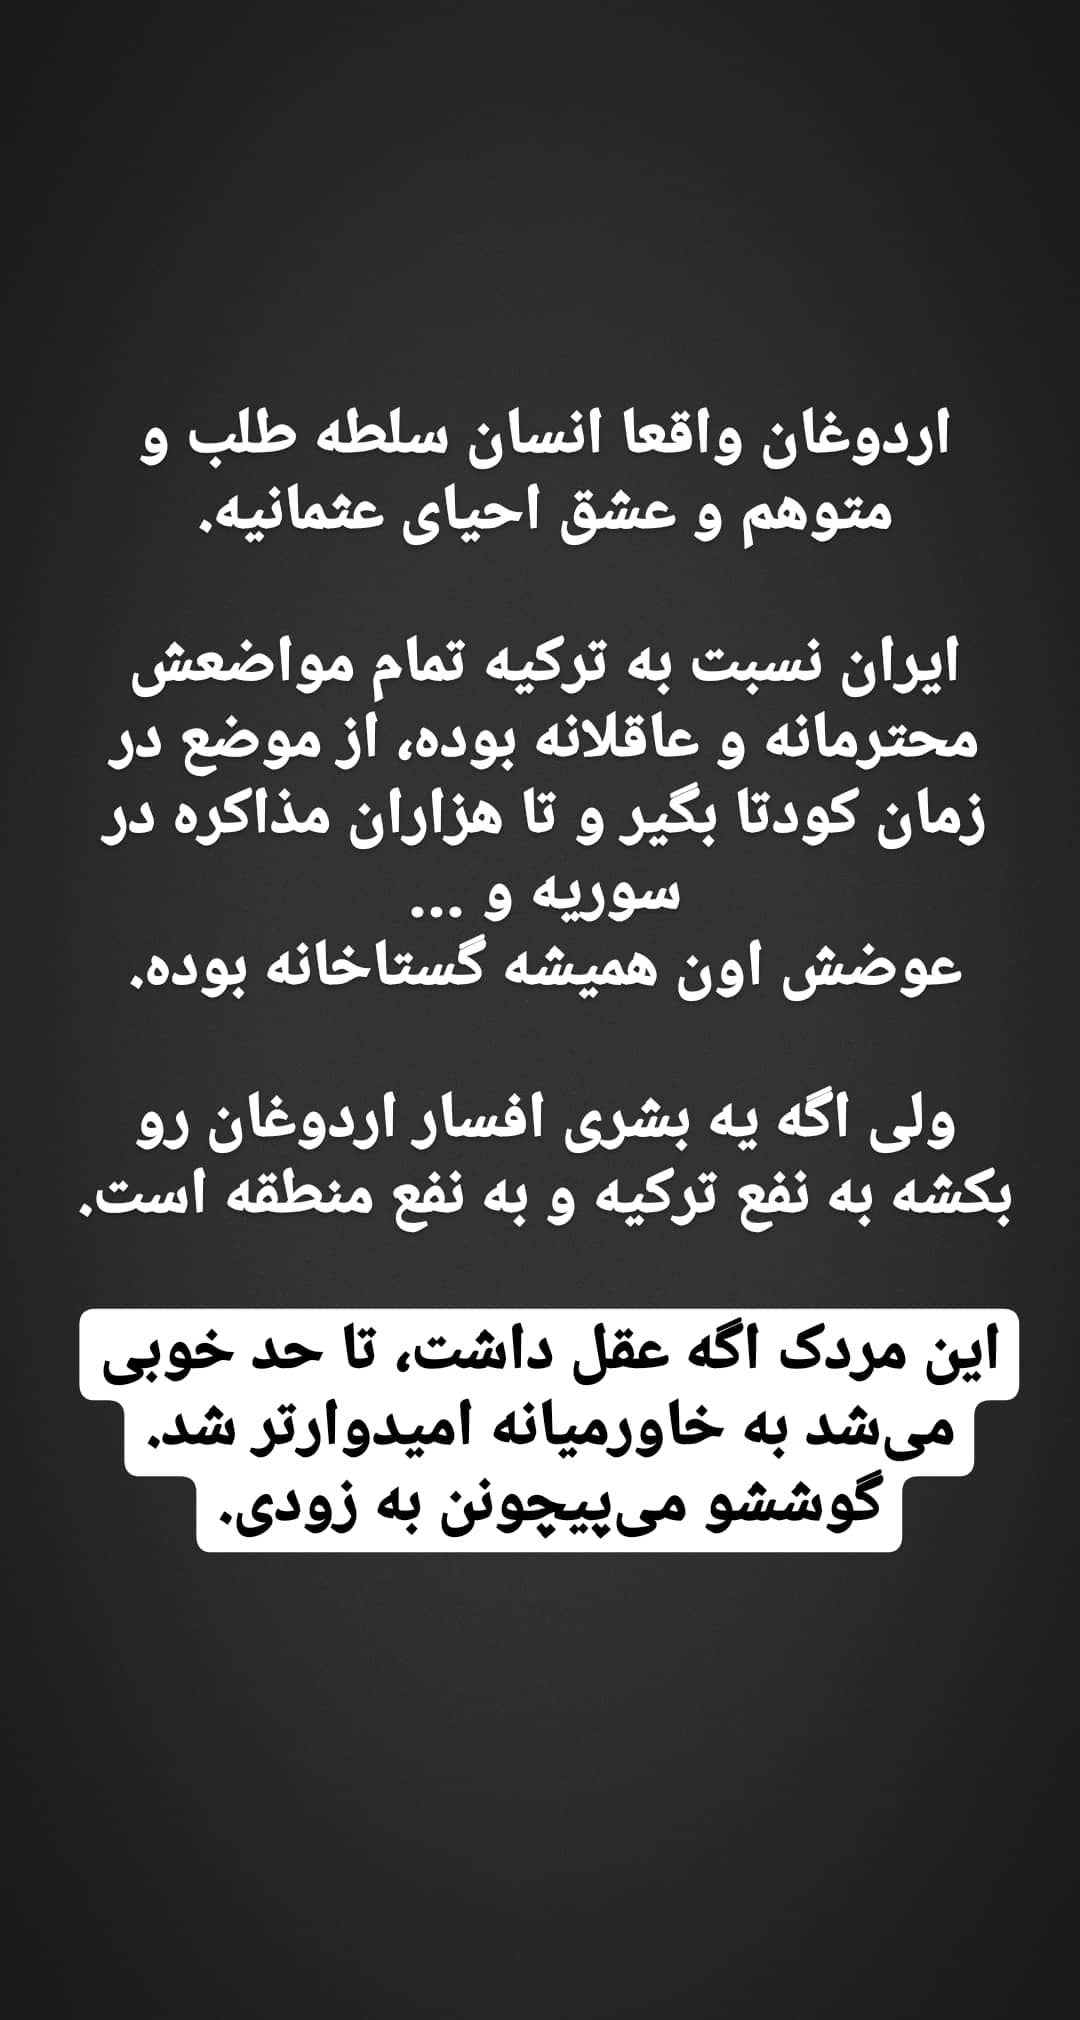 اردوغان واقعا انسان سلطه طلب و
متوهم و عشق احیای عثمانیه.
ایران نسبت به ترکیه تمام مواضعش
محترمانه و عاقلانه بوده، از موضع در
زمان کودتا بگیر و تا هزاران مذاکره در
سوریه و ...
عوضش اون همیشه گستاخانه بوده.
ولی اگه یه بشری افسار اردوغان رو
بکشه به نفع ترکیه و به نفع منطقه است.
این مردک اگه عقل داشت، تا حد خوبی
می‌شد به خاورمیانه امیدوارتر شد.
گوششو می‌پیچونن به زودی.